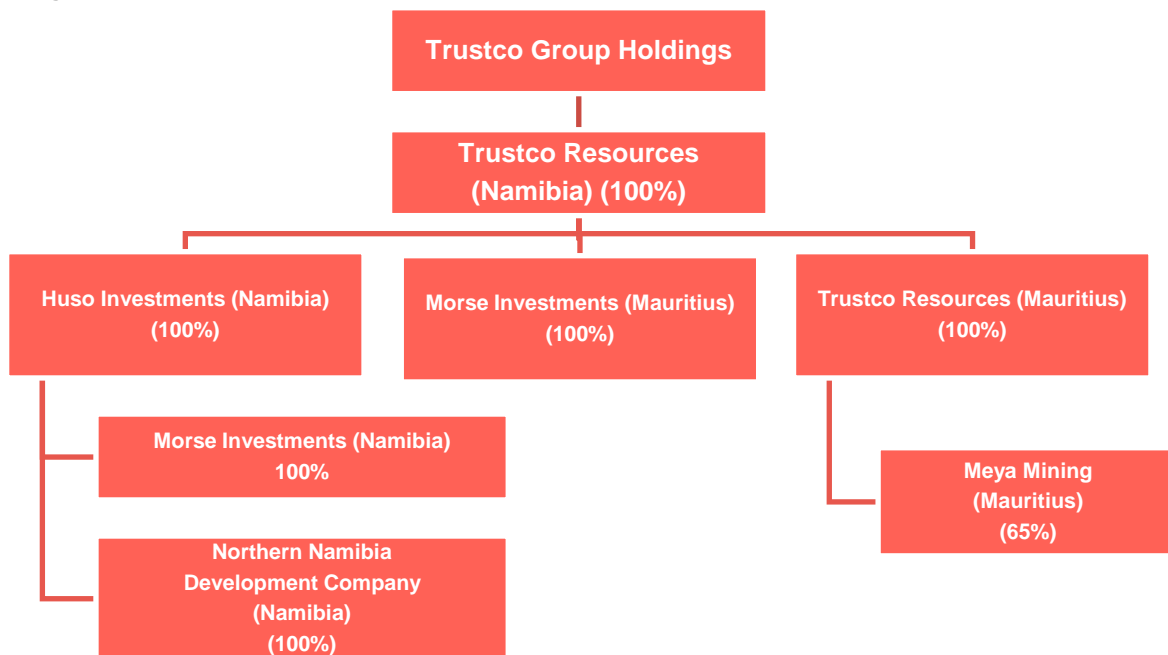 Trustco Group Holdings
Trustco Resources
(Namibia) (100%)
Huso Investments (Namibia)
(100%)
Morse Investments (Mauritius)
(100%)
Trustco Resources (Mauritius)
(100%)
Morse Investments (Namibia)
100%
Meya Mining
(Mauritius)
(65%)
Northern Namibia
Development Company
(Namibia)
(100%)